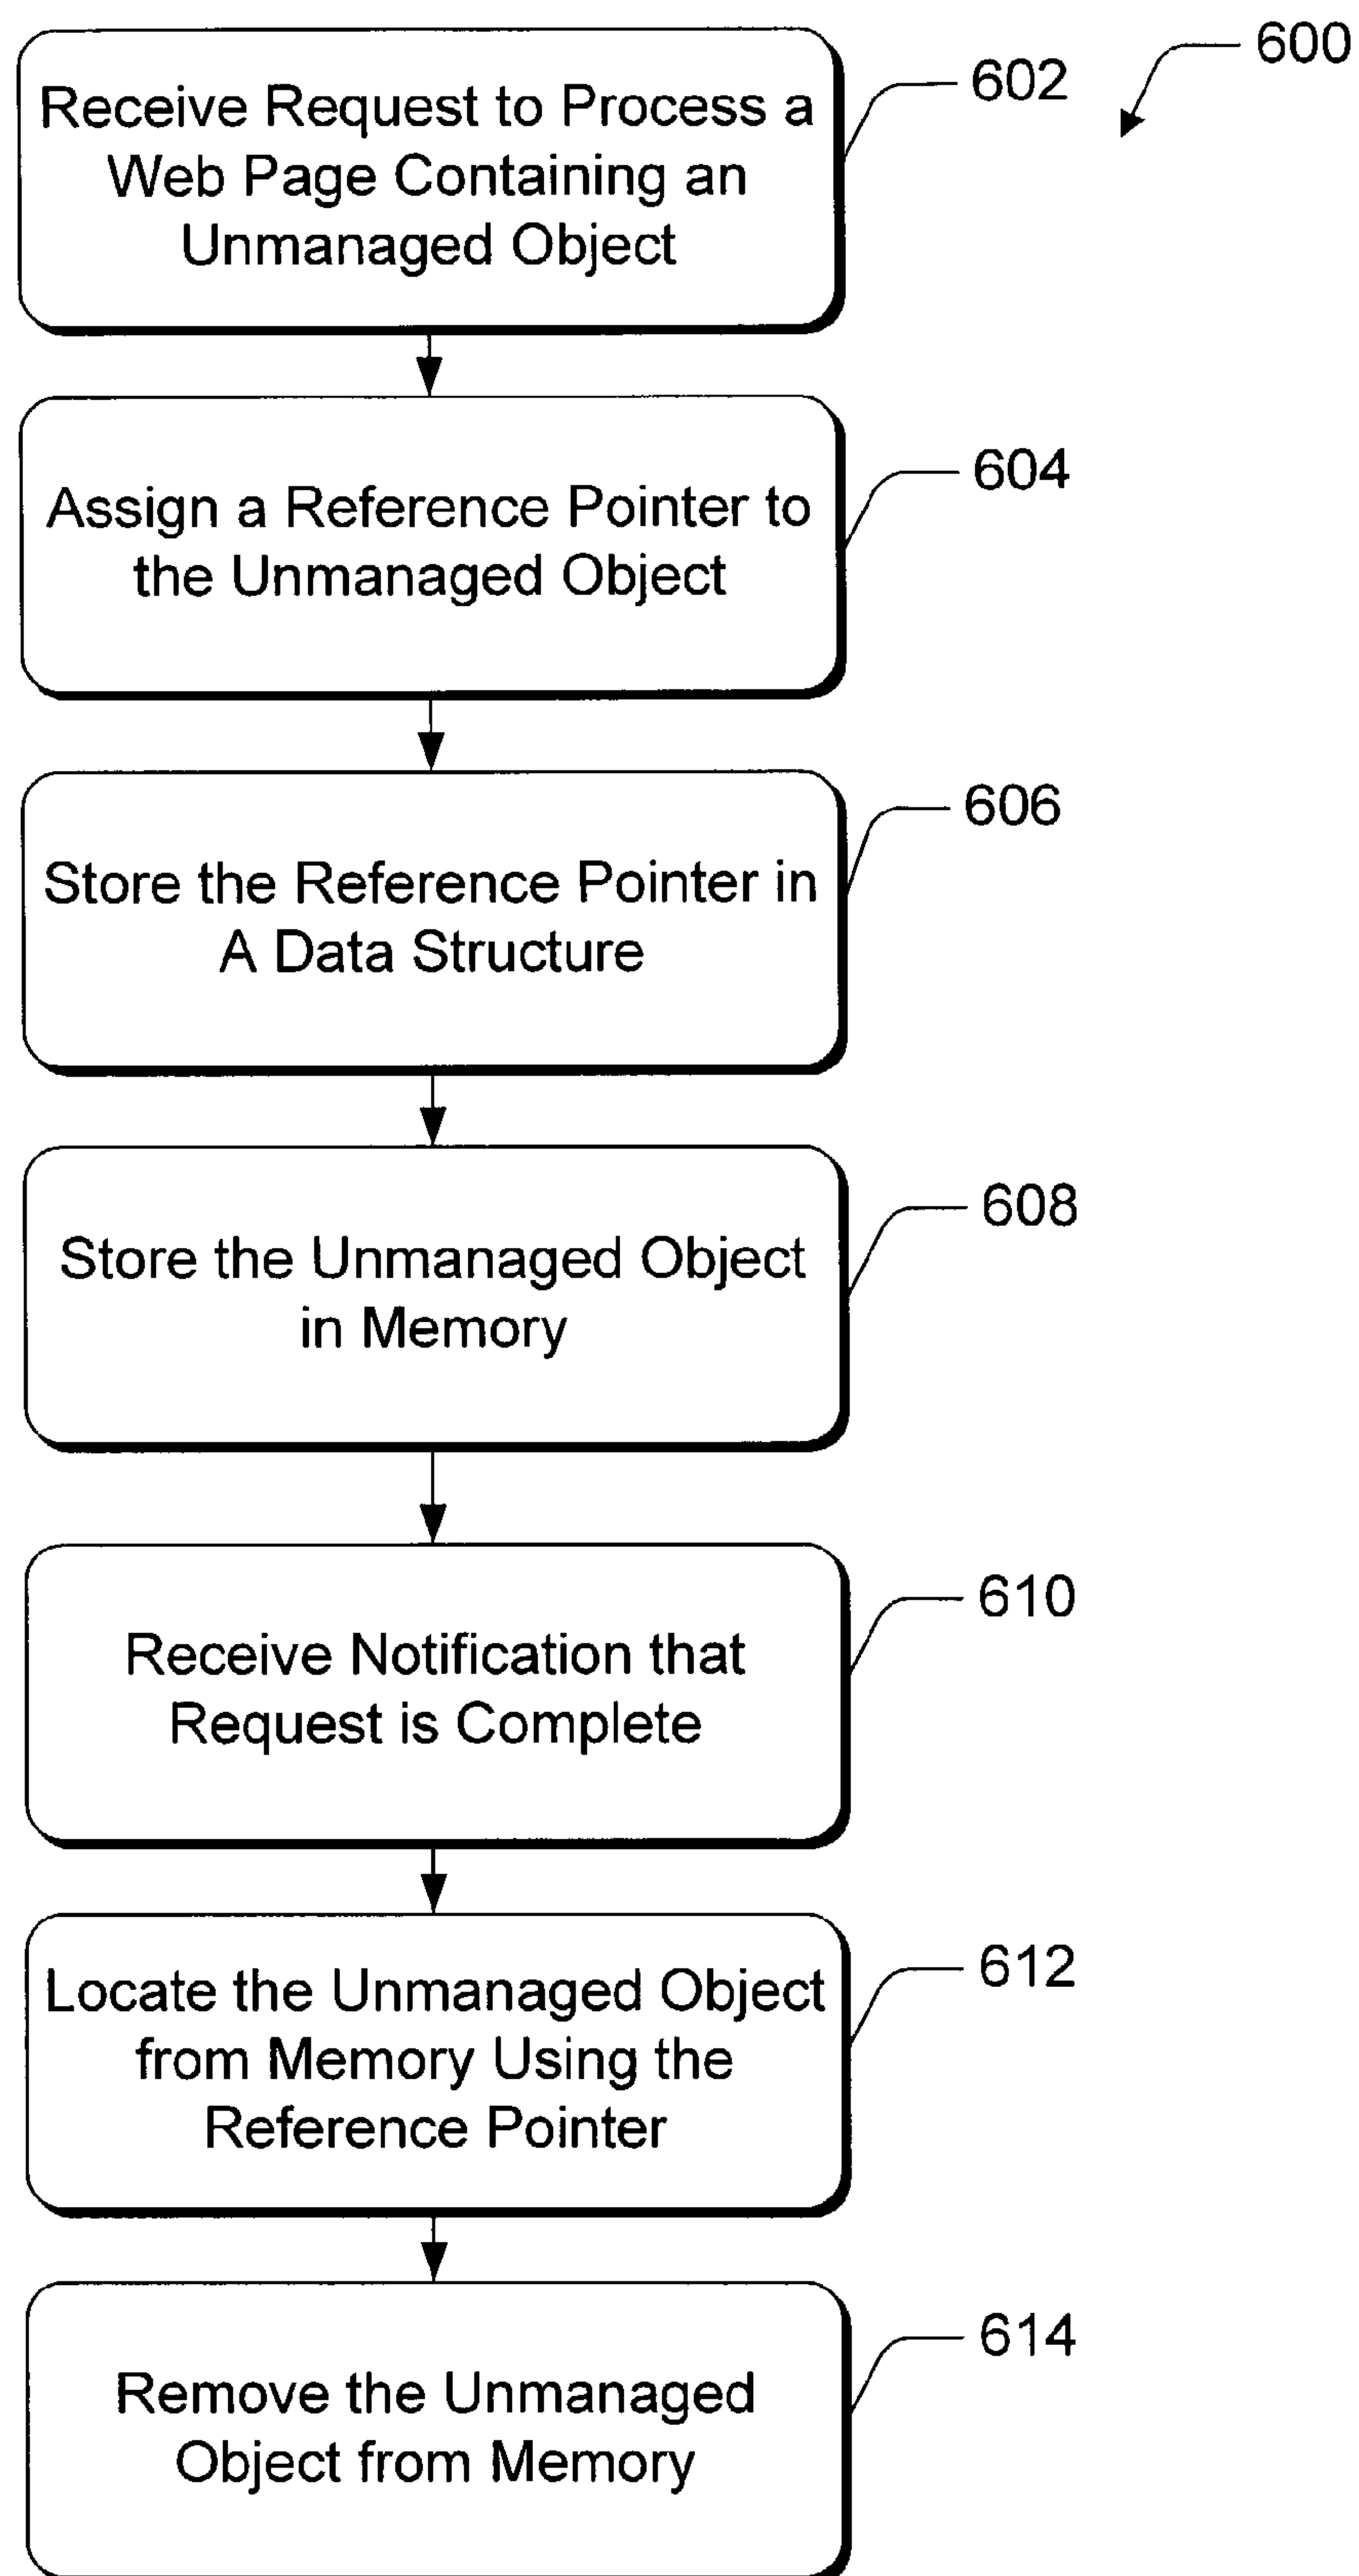 600
Receive Request to Process a
Web Page Containing an
Unmanaged Object
602
Assign a Reference Pointer to
the Unmanaged Object
604
Store the Reference Pointer in
A Data Structure
606
Store the Unmanaged Object
in Memory
608
Receive Notification that
Request is Complete
610
Locate the Unmanaged Object
from Memory Using the
Reference Pointer
612
Remove the Unmanaged
Object from Memory
614